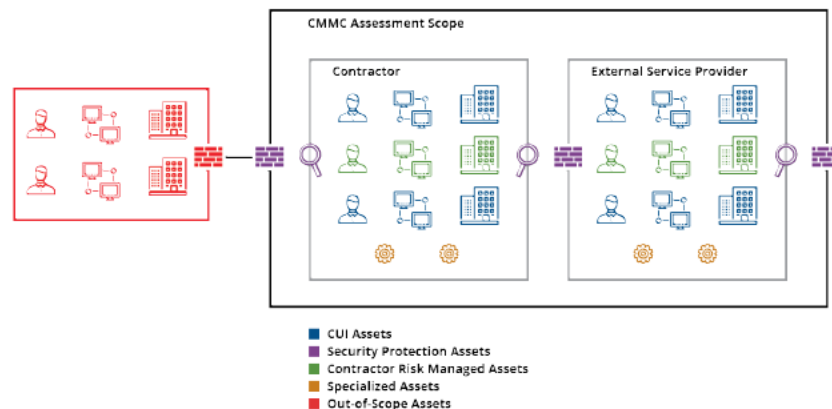 CMMC Assessment Scope
Contractor
External Service Provider
CUI Assets
Security Protection Assets
Contractor Risk Managed Assets
Specialized Assets
Out-of-Scope Assets